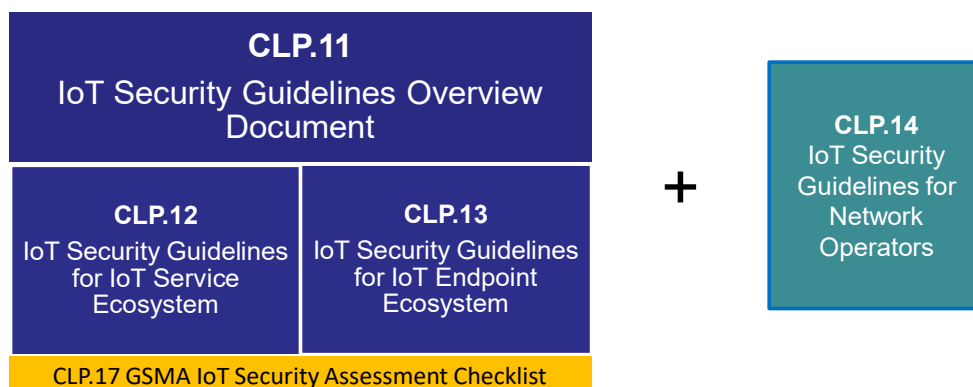 CLP.11
IoT Security Guidelines Overview
Document
CLP.12
IoT Security Guidelines
for IoT Service
Ecosystem
CLP.13
IoT Security Guidelines
for IoT Endpoint
Ecosystem
CLP.17 GSMA IoT Security Assessment Checklist
+
CLP.14
IoT Security
Guidelines for
Network
Operators